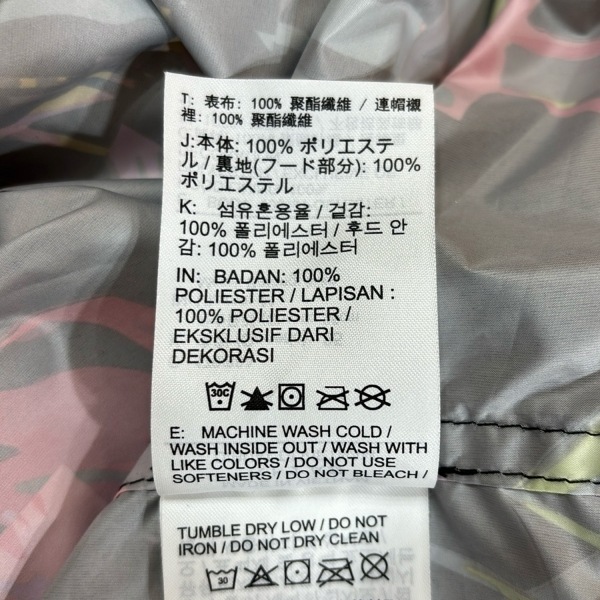 T: 表布: 100% 聚酯纖維 / 連帽襯
裡: 100% 聚酯纖維
J:本体: 100% ポリエステ
ル / 裏地(フード部分): 100%
ポリエステル
K: 섬유혼용율 / 겉감:
100% 폴리에스터 / 후드 안
감: 100% 폴리에스터
IN: BADAN: 100%
POLIESTER / LAPISAN :
100% POLIESTER /
EKSKLUSIF DARI
DEKORASI
30C
E: MACHINE WASH COLD /
WASH INSIDE OUT / WASH WITH
LIKE COLORS / DO NOT USE
SOFTENERS / DO NOT BLEACH /
TUMBLE DRY LOW / DO NOT
IRON / DO NOT DRY CLEAN
30